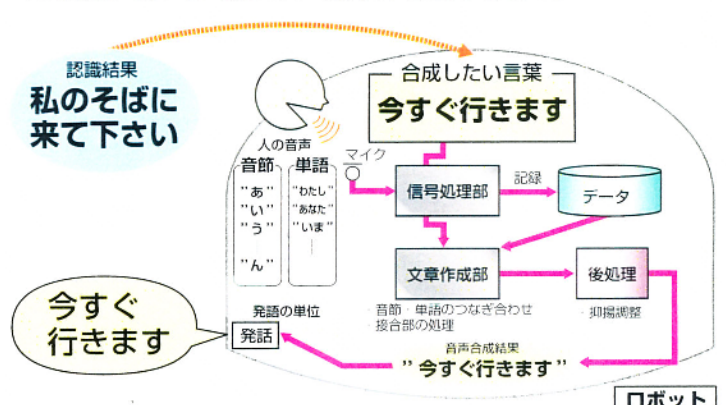 認識結果
私のそばに
来て下さい
合成したい言葉
今すぐ行きます
人の音声
音節
単語
"あ"
"い"
"う"
"ん"
"わたし"
"あなた"
"いま"
マイク
信号処理部
記録
データ
文章作成部
後処理
・音節・単語のつなぎ合わせ
接合部の処理
・抑揚調整
発語の単位
発話
今すぐ
行きます
音声合成結果
"今すぐ行きます"
ロボット